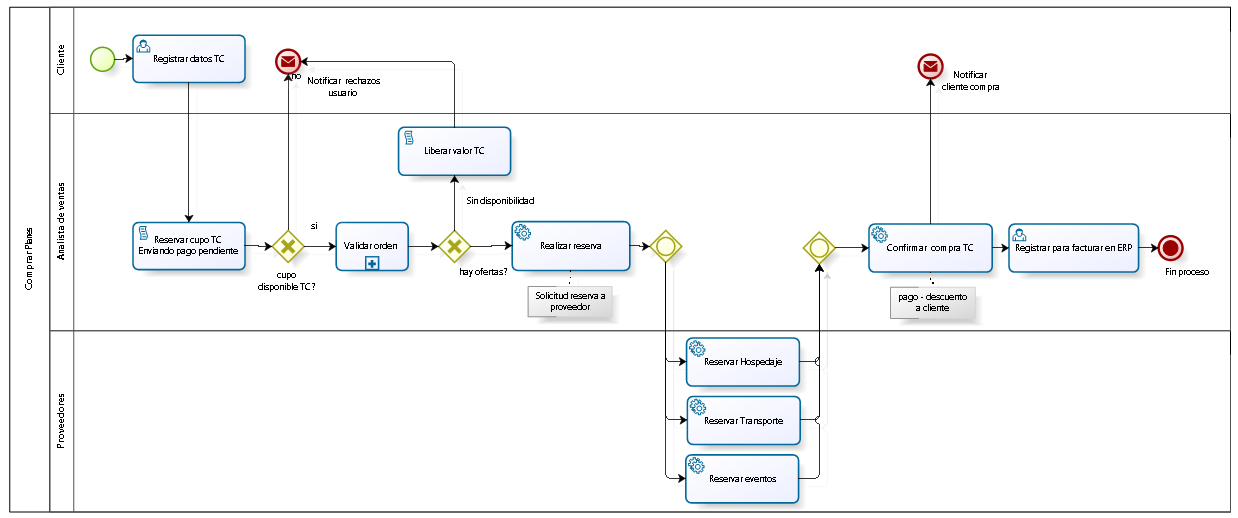 Comprar Planes
Cliente
Registrar datos TC
no
Notificar rechazos
usuario
Notificar
cliente compra
Analista de ventas
Liberar valor TC
Sin disponibilidad
Reservar cupo TC
Enviando pago pendiente
si
cupo
disponible TC?
Validar orden
hay ofertas?
Realizar reserva
Solicitud reserva a
proveedor
Confirmar compra TC
pago - descuento
a cliente
Registrar para facturar en ERP
Fin proceso
Proveedores
Reservar Hospedaje
Reservar Transporte
Reservar eventos